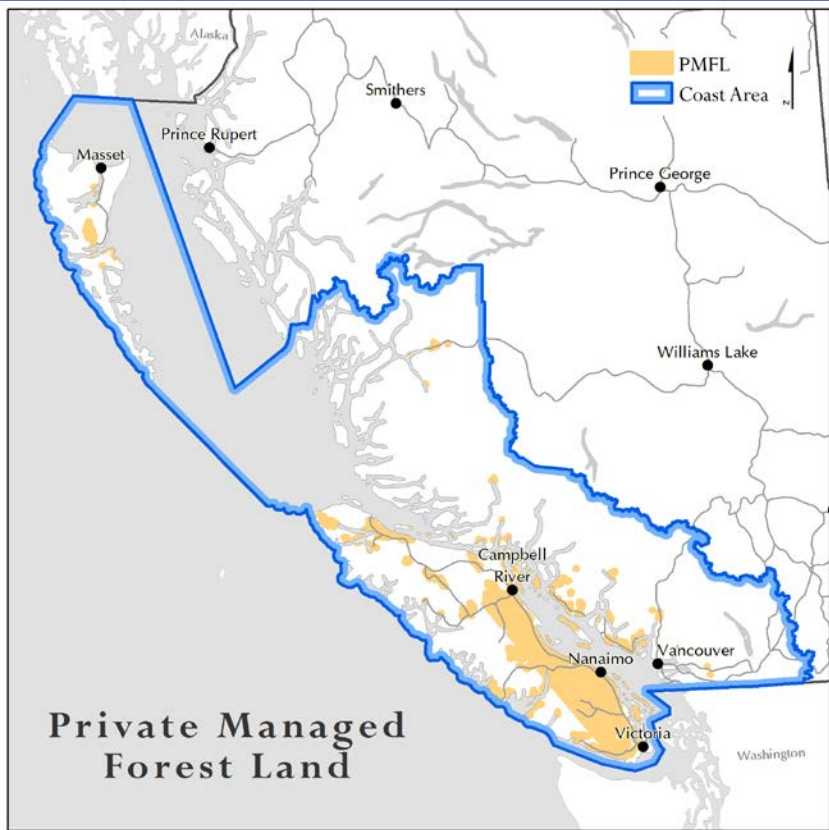 Alaska
PMFL
Coast Area
N
Smithers
Prince Rupert
Masset
Prince George
Williams Lake
Campbell
River
Nanaimo
Vancouver
Victoria
Washington
Private Managed
Forest Land